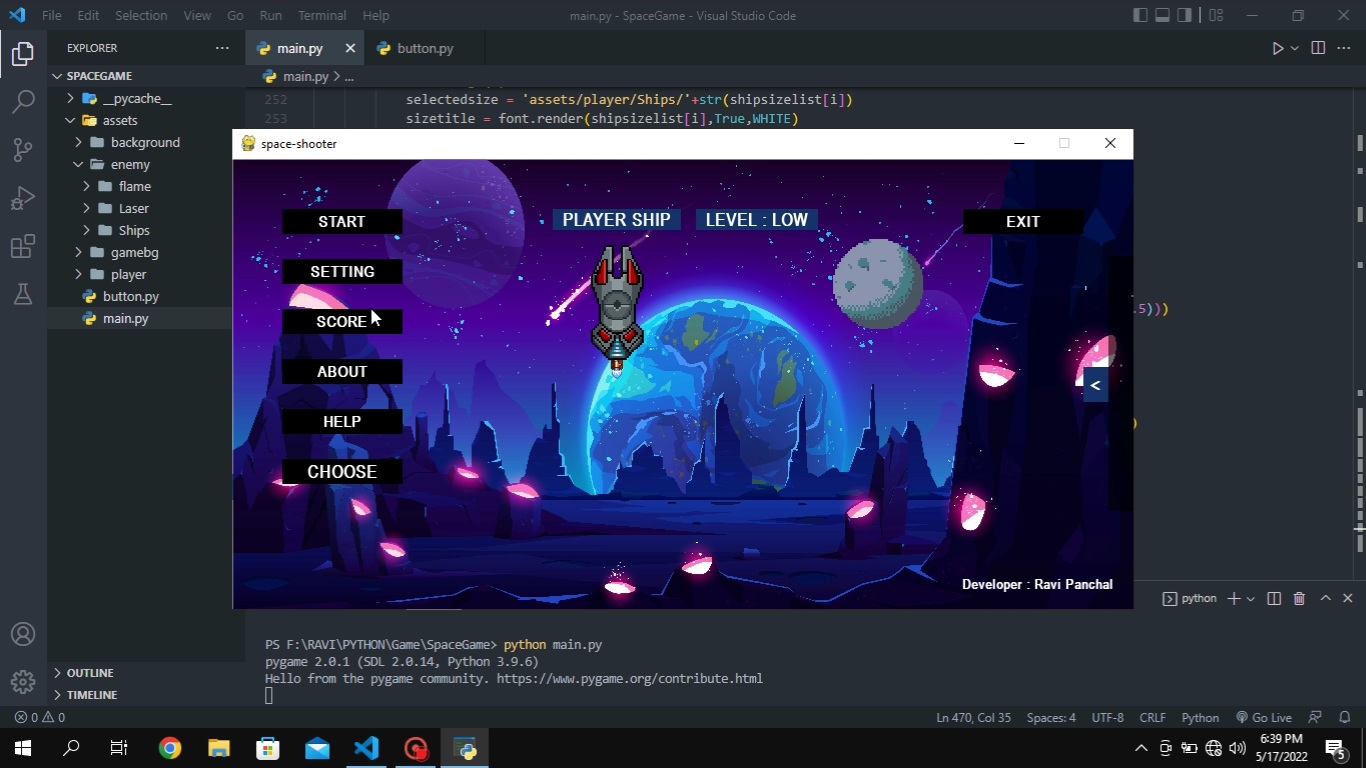 File Edit Selection View Go Run Terminal Help
main.py - SpaceGame - Visual Studio Code
EXPLORER
main.py
button.py
SPACEGAME
main.py > ...
__pycache__
assets
background
enemy
flame
Laser
Ships
gamebg
player
button.py
main.py
OUTLINE
TIMELINE
252 selectedsize = 'assets/player/Ships/'+str(shipsizelist[i])
253 sizetitle = font.render(shipsizelist[i],True,WHITE)
.5)))
)
space-shooter
START
SETTING
SCORE
ABOUT
HELP
CHOOSE
PLAYER SHIP
LEVEL : LOW
EXIT
<
Developer : Ravi Panchal
python
PS F:\RAVI\PYTHON\Game\SpaceGame> python main.py
pygame 2.0.1 (SDL 2.0.14, Python 3.9.6)
Hello from the pygame community. https://www.pygame.org/contribute.html
0 0
Ln 470, Col 35 Spaces: 4 UTF-8 CRLF Python Go Live
6:39 PM
5/17/2022
5